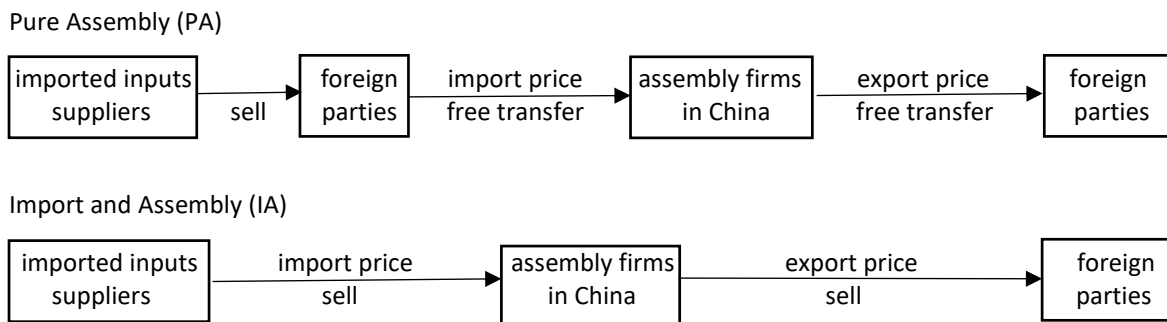 Pure Assembly (PA)
imported inputs suppliers
sell
foreign parties
import price
free transfer
assembly firms in China
export price
free transfer
foreign parties
Import and Assembly (IA)
imported inputs suppliers
import price
sell
assembly firms in China
export price
sell
foreign parties